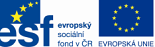 esf evropský
sociální
fond v ČR EVROPSKÁ UNIE